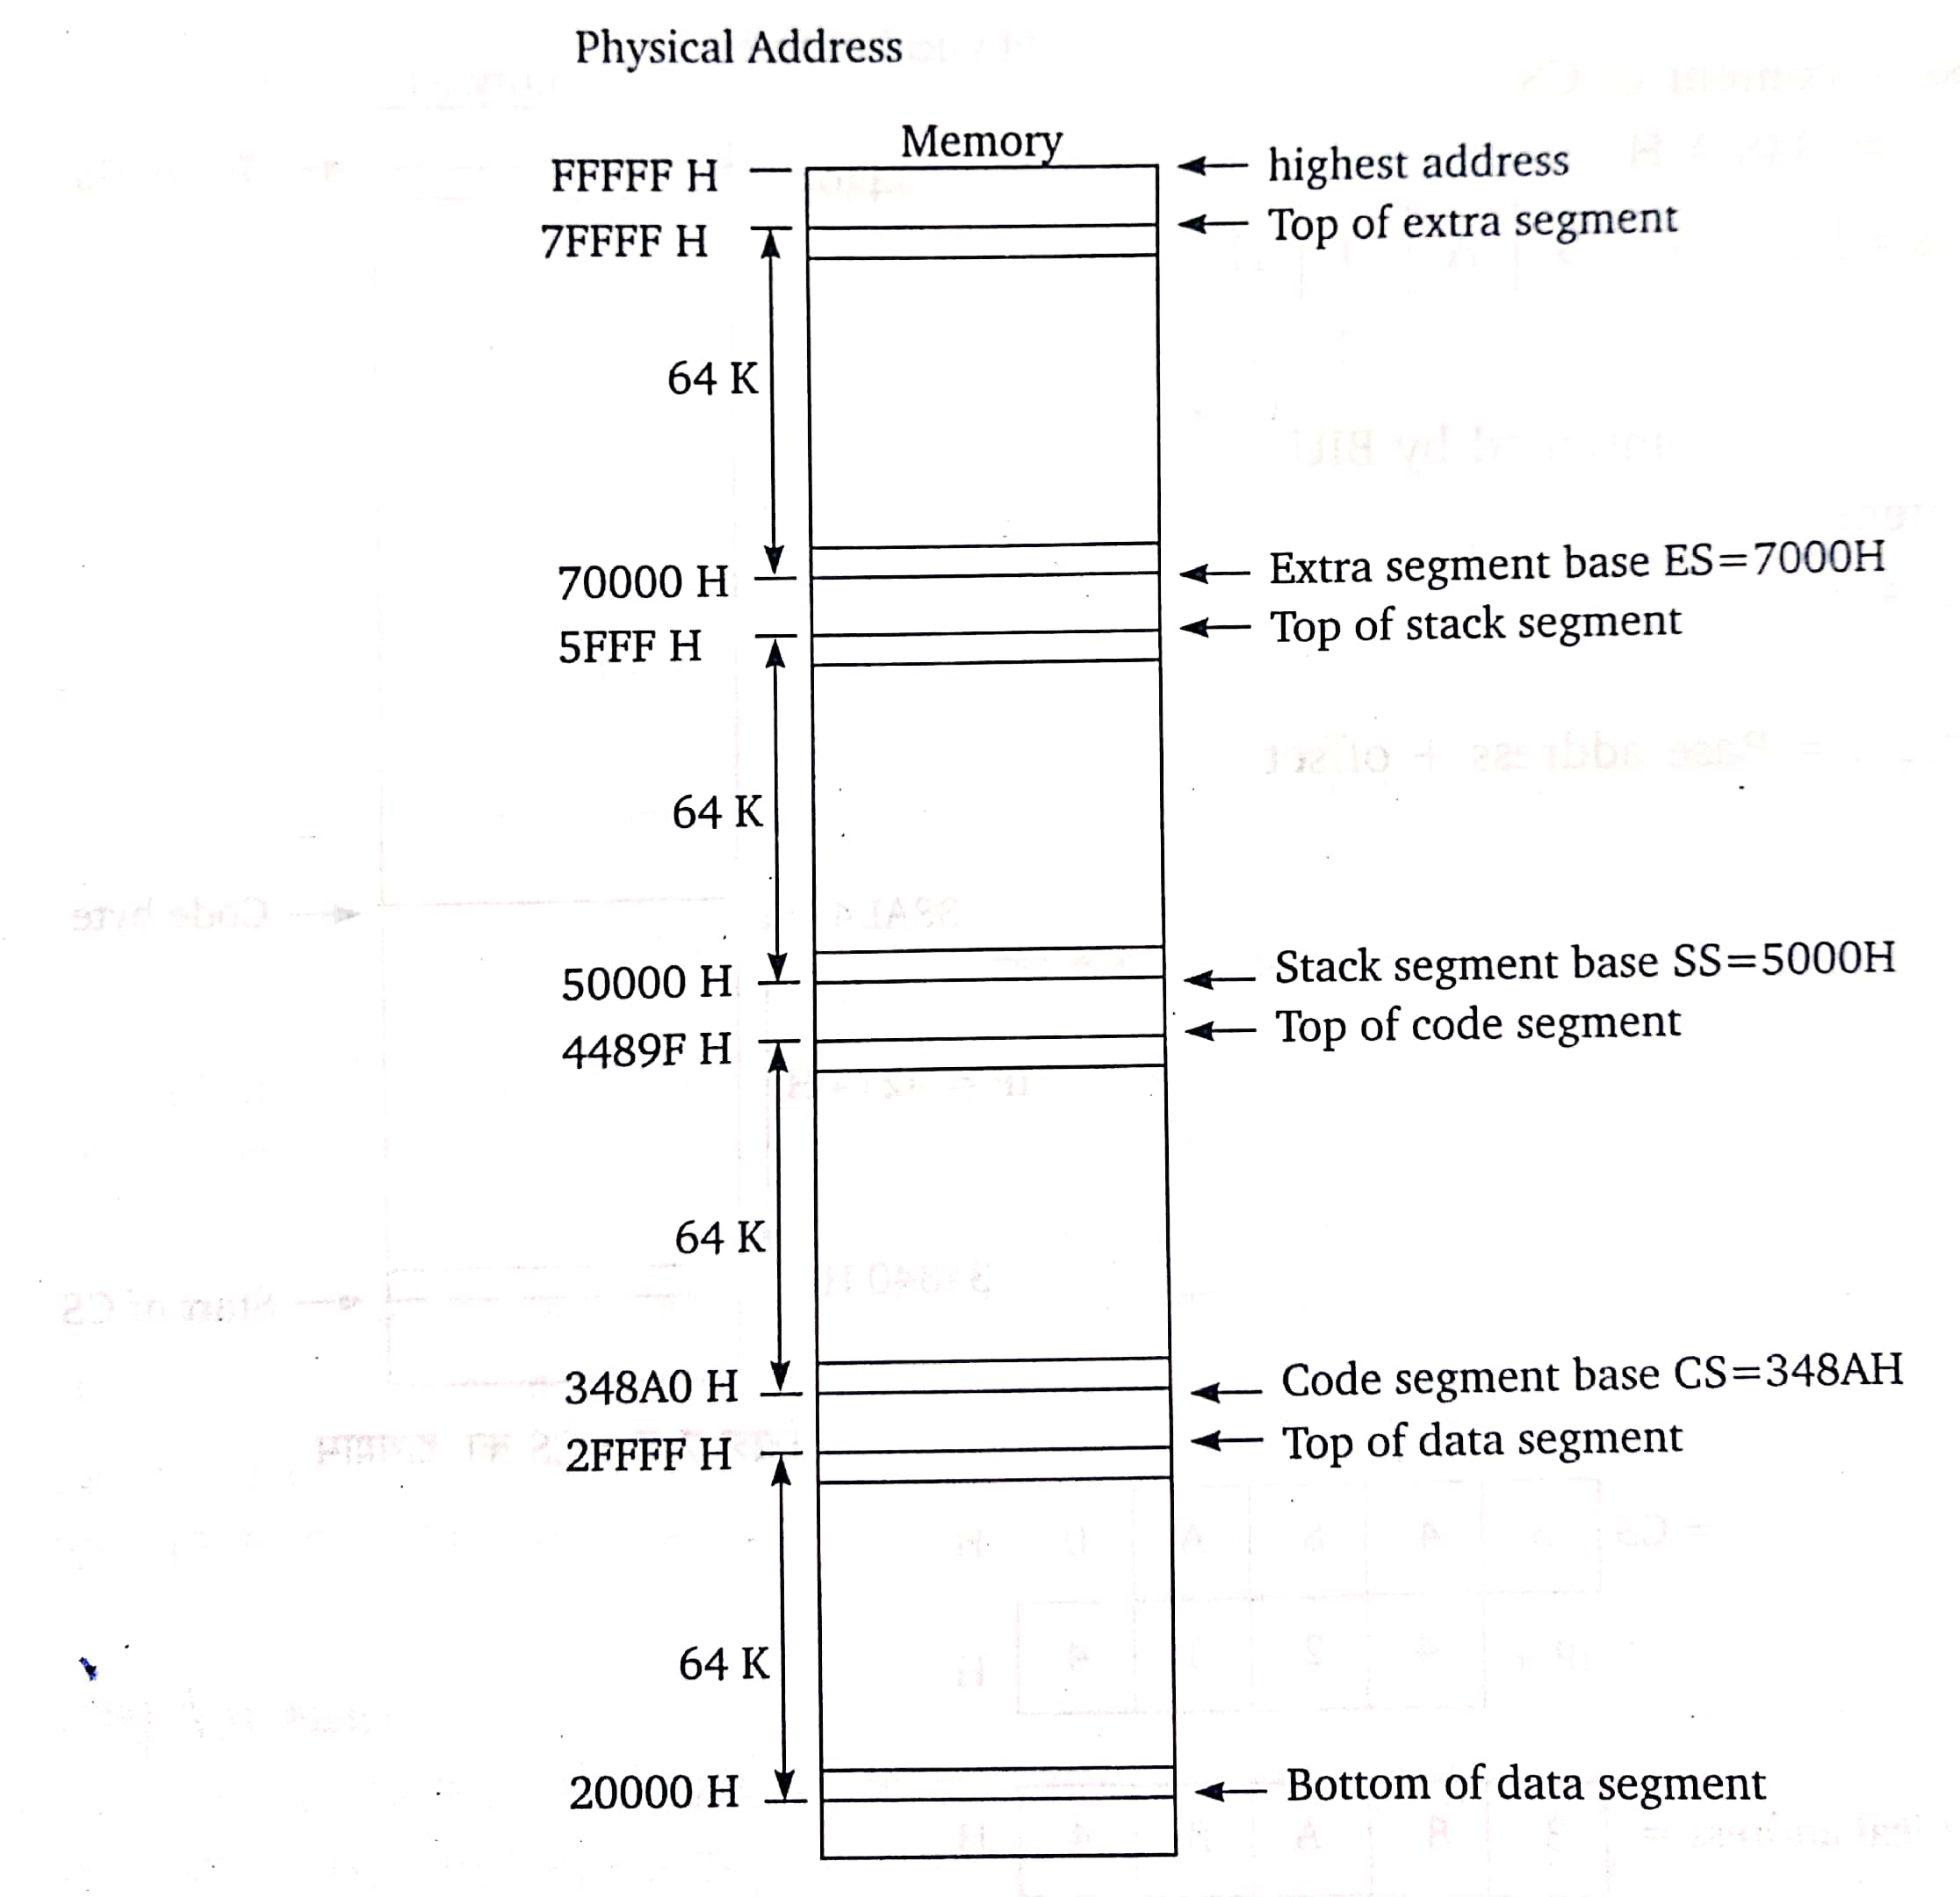 Physical Address
Memory
FFFFF H
highest address
7FFFF H
Top of extra segment
64 K
70000 H
Extra segment base ES=7000H
5FFF H
Top of stack segment
64 K
50000 H
Stack segment base SS=5000H
4489F H
Top of code segment
64 K
348A0 H
Code segment base CS=348AH
2FFFF H
Top of data segment
64 K
20000 H
Bottom of data segment